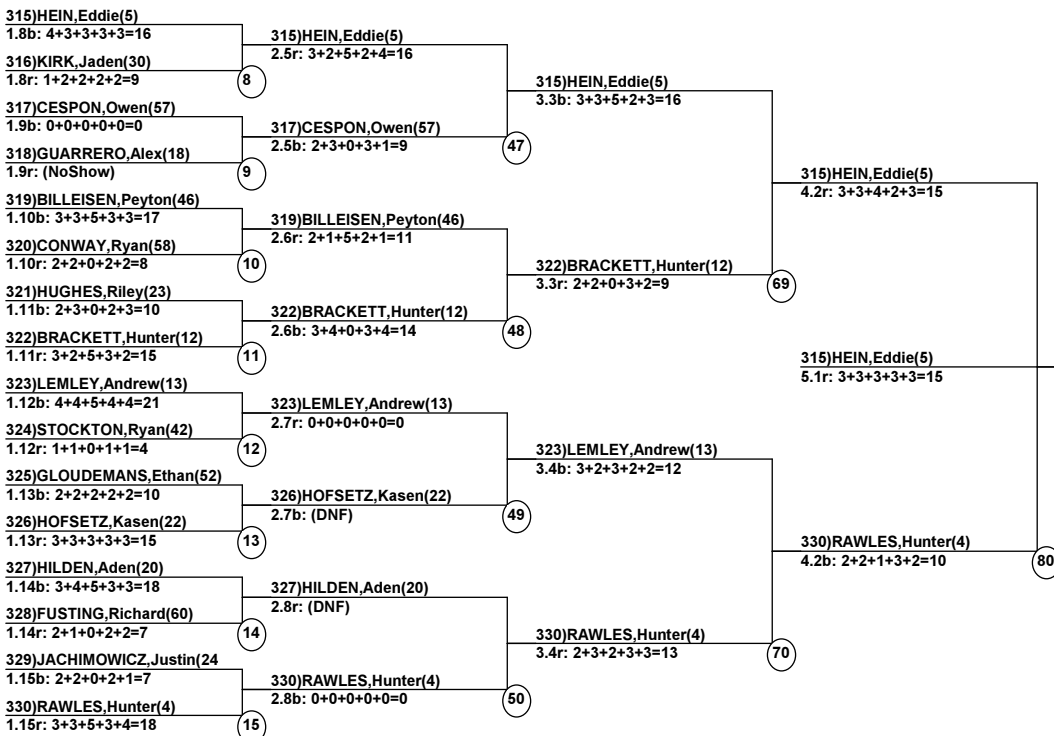 315)HEIN,Eddie(5)
1.8b: 4+3+3+3+3=16
316)KIRK,Jaden(30)
1.8r: 1+2+2+2+2=9
8
317)CESPON,Owen(57)
1.9b: 0+0+0+0+0=0
318)GUARRERO,Alex(18)
1.9r: (NoShow)
9
319)BILLEISEN,Peyton(46)
1.10b: 3+3+5+3+3=17
320)CONWAY,Ryan(58)
1.10r: 2+2+0+2+2=8
10
321)HUGHES,Riley(23)
1.11b: 2+3+0+2+3=10
322)BRACKETT,Hunter(12)
1.11r: 3+2+5+3+2=15
11
323)LEMLEY,Andrew(13)
1.12b: 4+4+5+4+4=21
324)STOCKTON,Ryan(42)
1.12r: 1+1+0+1+1=4
12
325)GLOUDEMANS,Ethan(52)
1.13b: 2+2+2+2+2=10
326)HOFSETZ,Kasen(22)
1.13r: 3+3+3+3+3=15
13
327)HILDEN,Aden(20)
1.14b: 3+4+5+3+3=18
328)FUSTING,Richard(60)
1.14r: 2+1+0+2+2=7
14
329)JACHIMOWICZ,Justin(24
1.15b: 2+2+0+2+1=7
330)RAWLES,Hunter(4)
1.15r: 3+3+5+3+4=18
15
315)HEIN,Eddie(5)
2.5r: 3+2+5+2+4=16
317)CESPON,Owen(57)
2.5b: 2+3+0+3+1=9
47
319)BILLEISEN,Peyton(46)
2.6r: 2+1+5+2+1=11
322)BRACKETT,Hunter(12)
2.6b: 3+4+0+3+4=14
48
323)LEMLEY,Andrew(13)
2.7r: 0+0+0+0+0=0
326)HOFSETZ,Kasen(22)
2.7b: (DNF)
49
327)HILDEN,Aden(20)
2.8r: (DNF)
330)RAWLES,Hunter(4)
2.8b: 0+0+0+0+0=0
50
315)HEIN,Eddie(5)
3.3b: 3+3+5+2+3=16
322)BRACKETT,Hunter(12)
3.3r: 2+2+0+3+2=9
69
323)LEMLEY,Andrew(13)
3.4b: 3+2+3+2+2=12
330)RAWLES,Hunter(4)
3.4r: 2+3+2+3+3=13
70
315)HEIN,Eddie(5)
4.2r: 3+3+4+2+3=15
330)RAWLES,Hunter(4)
4.2b: 2+2+1+3+2=10
80
315)HEIN,Eddie(5)
5.1r: 3+3+3+3+3=15